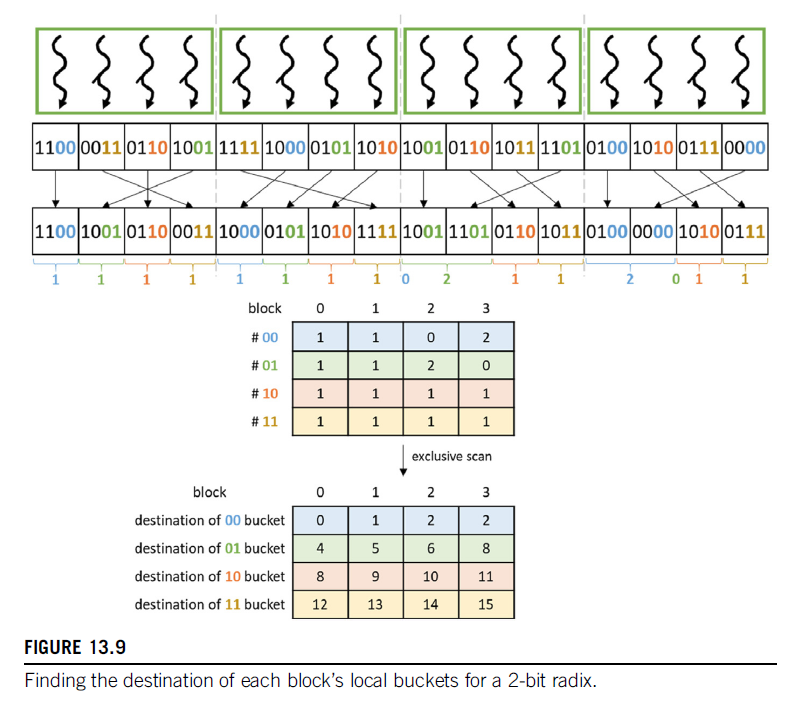 1100 0011 0110 1001 1111 1000 0101 1010 1001 0110 1011 1101 0100 1010 0111 0000
1100 1001 0110 0011 1000 0101 1010 1111 1001 1101 0110 1011 0100 0000 1010 0111
1 1 1 1 1 1 1 1 0 2 1 1 2 0 1 1
block 0 1 2 3
# 00 1 1 0 2
# 01 1 1 2 0
# 10 1 1 1 1
# 11 1 1 1 1
exclusive scan
block 0 1 2 3
destination of 00 bucket 0 1 2 2
destination of 01 bucket 4 5 6 8
destination of 10 bucket 8 9 10 11
destination of 11 bucket 12 13 14 15
FIGURE 13.9
Finding the destination of each block's local buckets for a 2-bit radix.